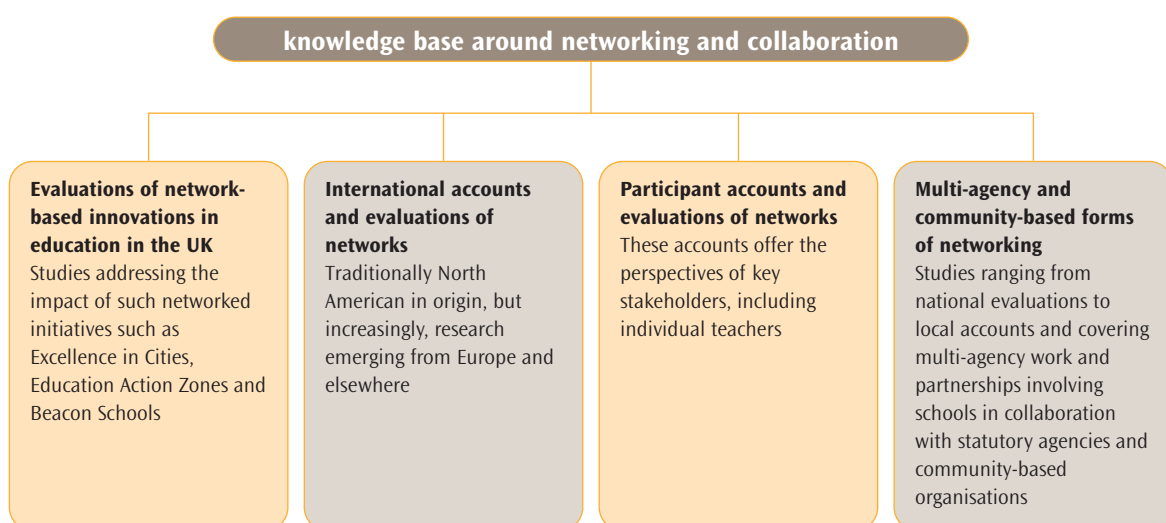 knowledge base around networking and collaboration
Evaluations of network-
based innovations in
education in the UK
Studies addressing the
impact of such networked
initiatives such as
Excellence in Cities,
Education Action Zones and
Beacon Schools
International accounts
and evaluations of
networks
Traditionally North
American in origin, but
increasingly, research
emerging from Europe and
elsewhere
Participant accounts and
evaluations of networks
These accounts offer the
perspectives of key
stakeholders, including
individual teachers
Multi-agency and
community-based forms
of networking
Studies ranging from
national evaluations to
local accounts and covering
multi-agency work and
partnerships involving
schools in collaboration
with statutory agencies and
community-based
organisations